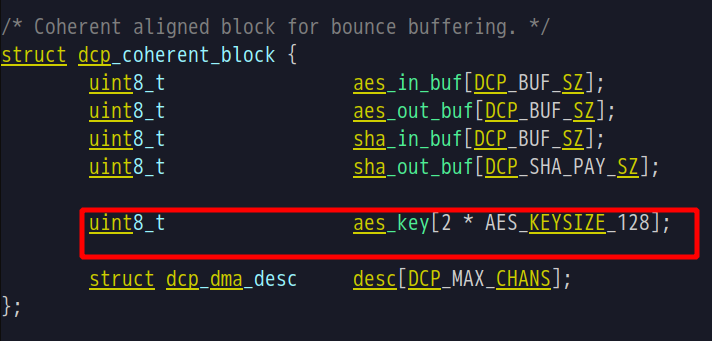 /* Coherent aligned block for bounce buffering. */
struct dcp_coherent_block {
uint8_t aes_in_buf[DCP_BUF_SZ];
uint8_t aes_out_buf[DCP_BUF_SZ];
uint8_t sha_in_buf[DCP_BUF_SZ];
uint8_t sha_out_buf[DCP_SHA_PAY_SZ];
uint8_t aes_key[2 * AES_KEYSIZE_128];
struct dcp_dma_desc desc[DCP_MAX_CHANS];
};